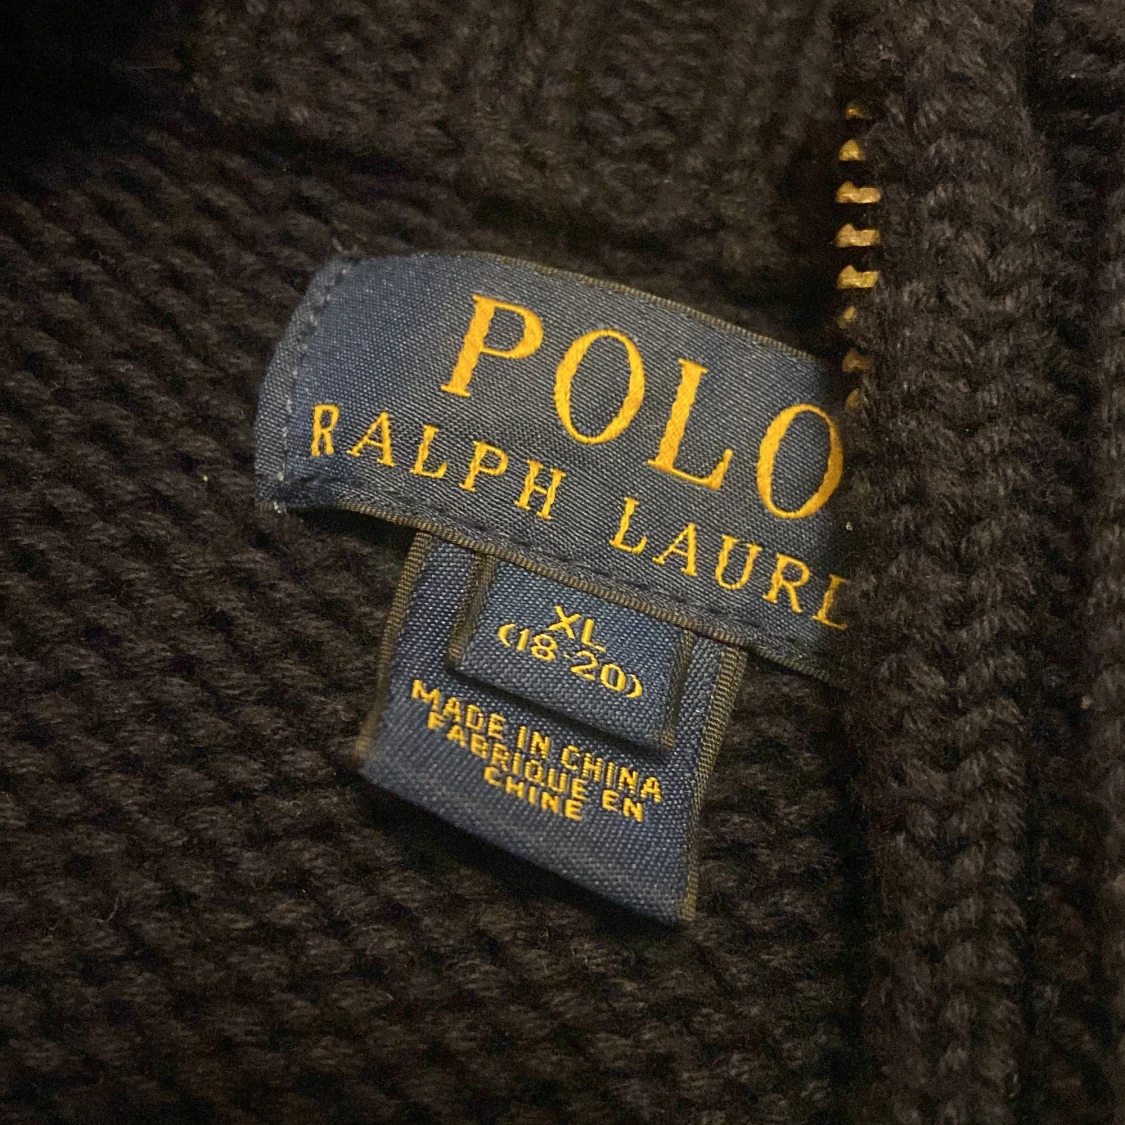 POLO
RALPH LAURE
XL
(18-20)
MADE IN CHINA
FABRIQUE EN
CHINE